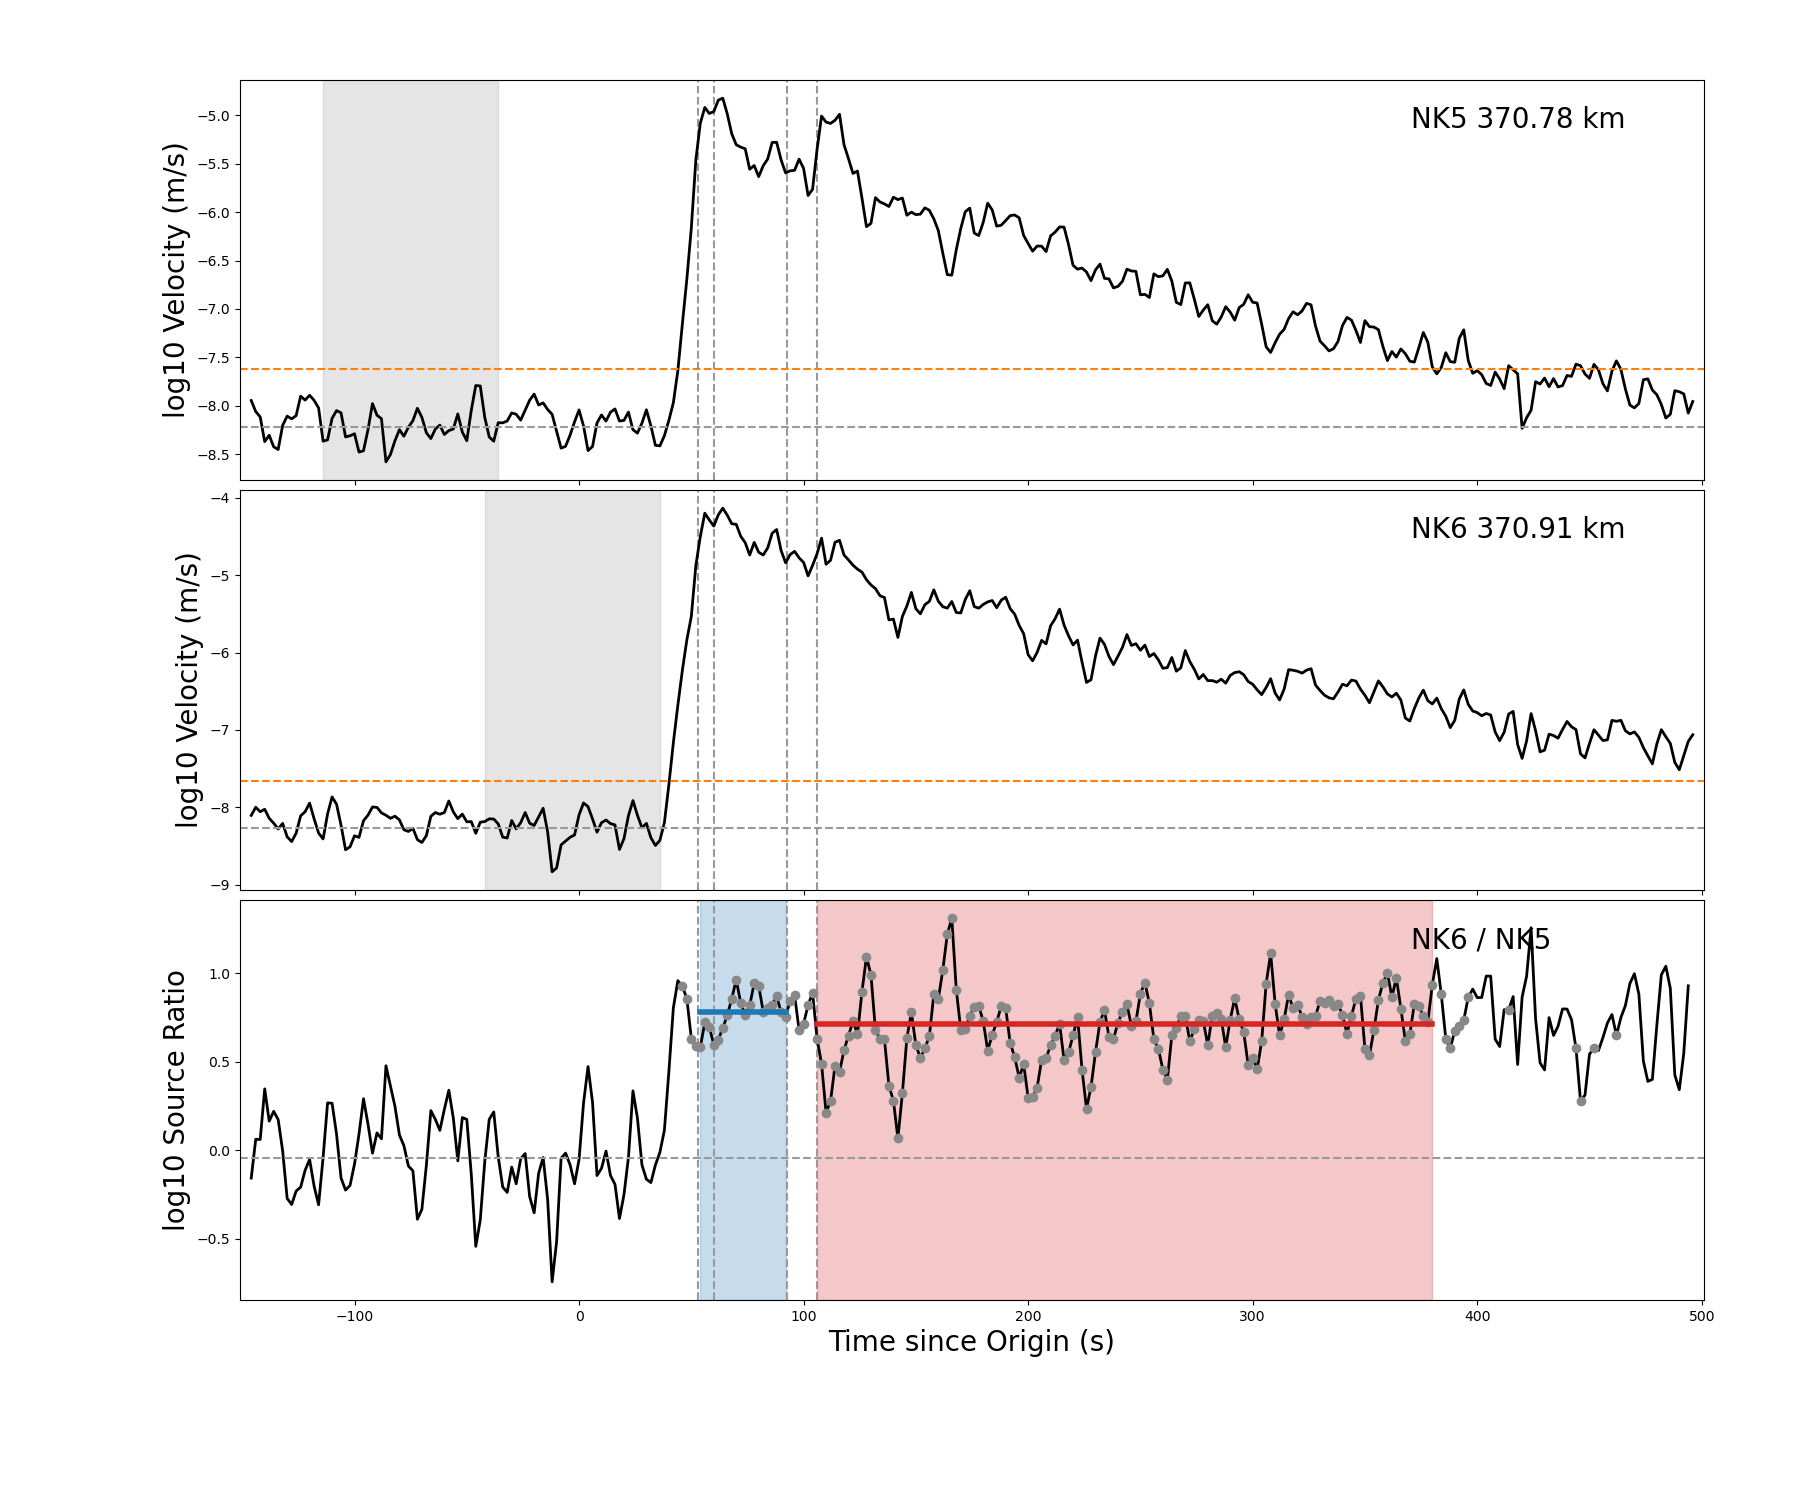 NK5 370.78 km
log10 Velocity (m/s)
−5.0
−5.5
−6.0
−6.5
−7.0
−7.5
−8.0
−8.5
NK6 370.91 km
log10 Velocity (m/s)
−4
−5
−6
−7
−8
−9
NK6 / NK5
log10 Source Ratio
1.0
0.5
0.0
−0.5
−100 0 100 200 300 400 500
Time since Origin (s)